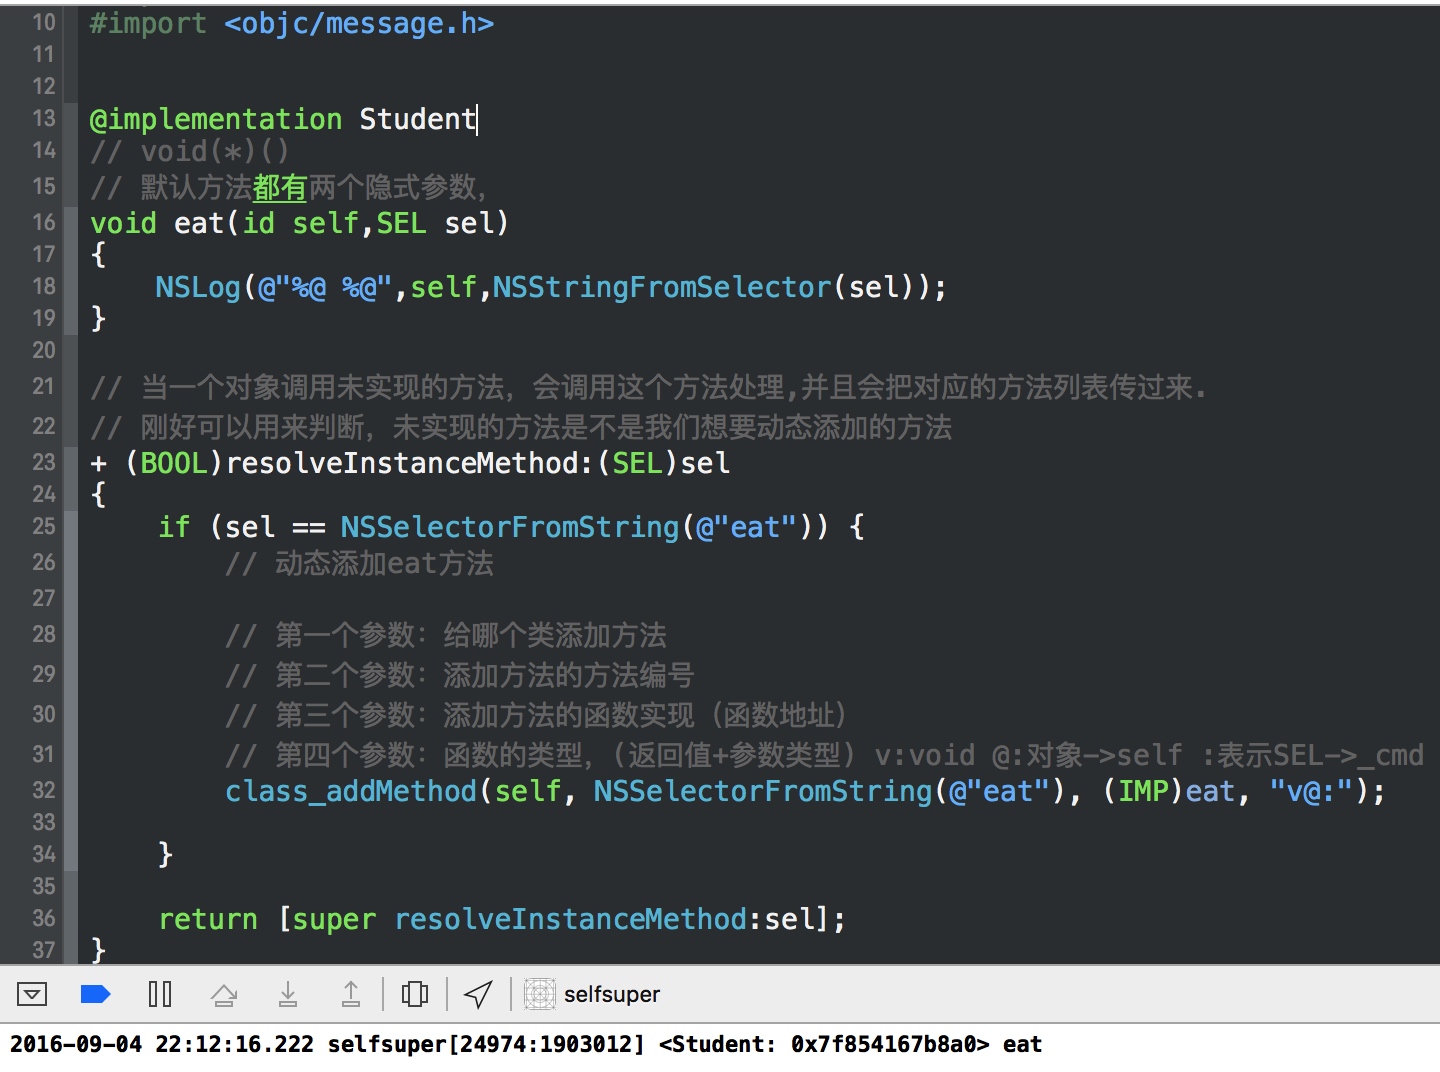 10 #import <objc/message.h>
11
12
13 @implementation Student
14 // void(*)()
15 // 默认方法都有两个隐式参数,
16 void eat(id self,SEL sel)
17 {
18     NSLog(@"%@ %@",self,NSStringFromSelector(sel));
19 }
20
21 // 当一个对象调用未实现的方法，会调用这个方法处理,并且会把对应的方法列表传过来.
22 // 刚好可以用来判断，未实现的方法是不是我们想要动态添加的方法
23 + (BOOL)resolveInstanceMethod:(SEL)sel
24 {
25     if (sel == NSSelectorFromString(@"eat")) {
26         // 动态添加eat方法
27
28         // 第一个参数：给哪个类添加方法
29         // 第二个参数：添加方法的方法编号
30         // 第三个参数：添加方法的函数实现（函数地址）
31         // 第四个参数：函数的类型，(返回值+参数类型) v:void @:对象->self :表示SEL->_cmd
32         class_addMethod(self, NSSelectorFromString(@"eat"), (IMP)eat, "v@:");
33
34     }
35
36     return [super resolveInstanceMethod:sel];
37 }
selfsuper
2016-09-04 22:12:16.222 selfsuper[24974:1903012] <Student: 0x7f854167b8a0> eat